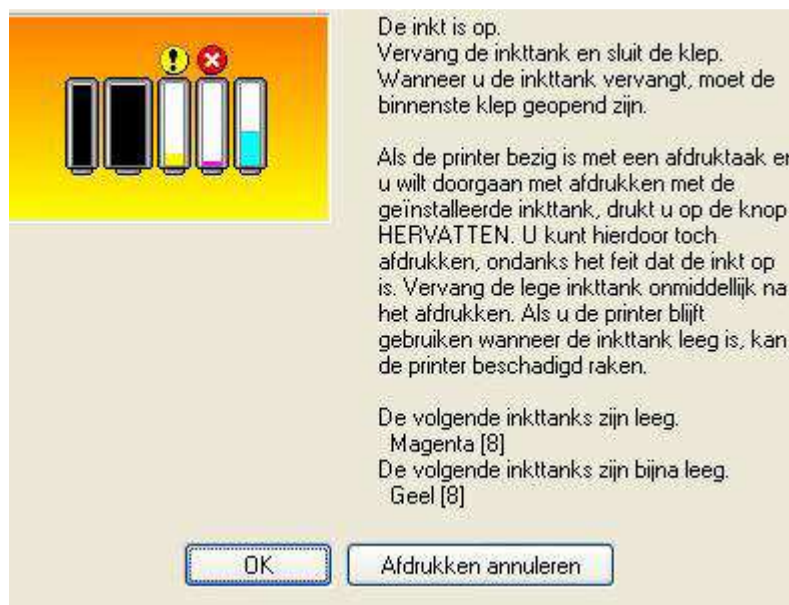 De inkt is op.
Vervang de inkttank en sluit de klep.
Wanneer u de inkttank vervangt, moet de
binnenste klep geopend zijn.
Als de printer bezig is met een afdruktaak en
u wilt doorgaan met afdrukken met de
geïnstalleerde inkttank, drukt u op de knop
HERVATTEN. U kunt hierdoor toch
afdrukken, ondanks het feit dat de inkt op
is. Vervang de lege inkttank onmiddellijk na
het afdrukken. Als u de printer blijft
gebruiken wanneer de inkttank leeg is, kan
de printer beschadigd raken.
De volgende inkttanks zijn leeg.
Magenta [8]
De volgende inkttanks zijn bijna leeg.
Geel [8]
OK
Afdrukken annuleren